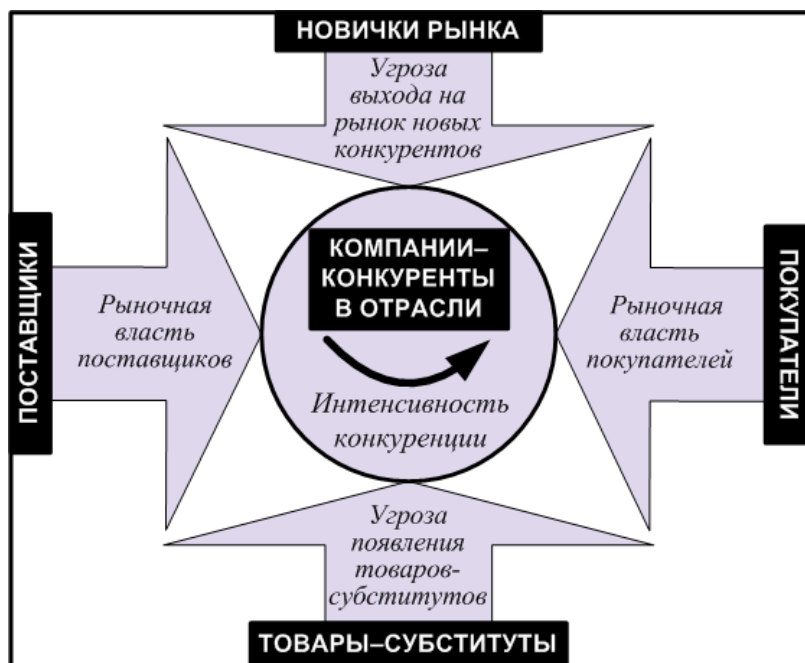 НОВИЧКИ РЫНКА
Угроза
выхода на
рынок новых
конкурентов
ПОСТАВЩИКИ
Рыночная
власть
поставщиков
КОМПАНИИ–
КОНКУРЕНТЫ
В ОТРАСЛИ
Интенсивность
конкуренции
Рыночная
власть
покупателей
ПОКУПАТЕЛИ
Угроза
появления
товаров-
субститутов
ТОВАРЫ–СУБСТИТУТЫ